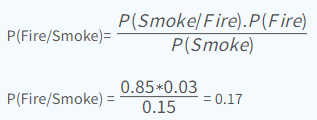 P(Fire/Smoke)= P(Smoke/Fire).P(Fire) / P(Smoke)
P(Fire/Smoke) = 0.85*0.03 / 0.15 = 0.17